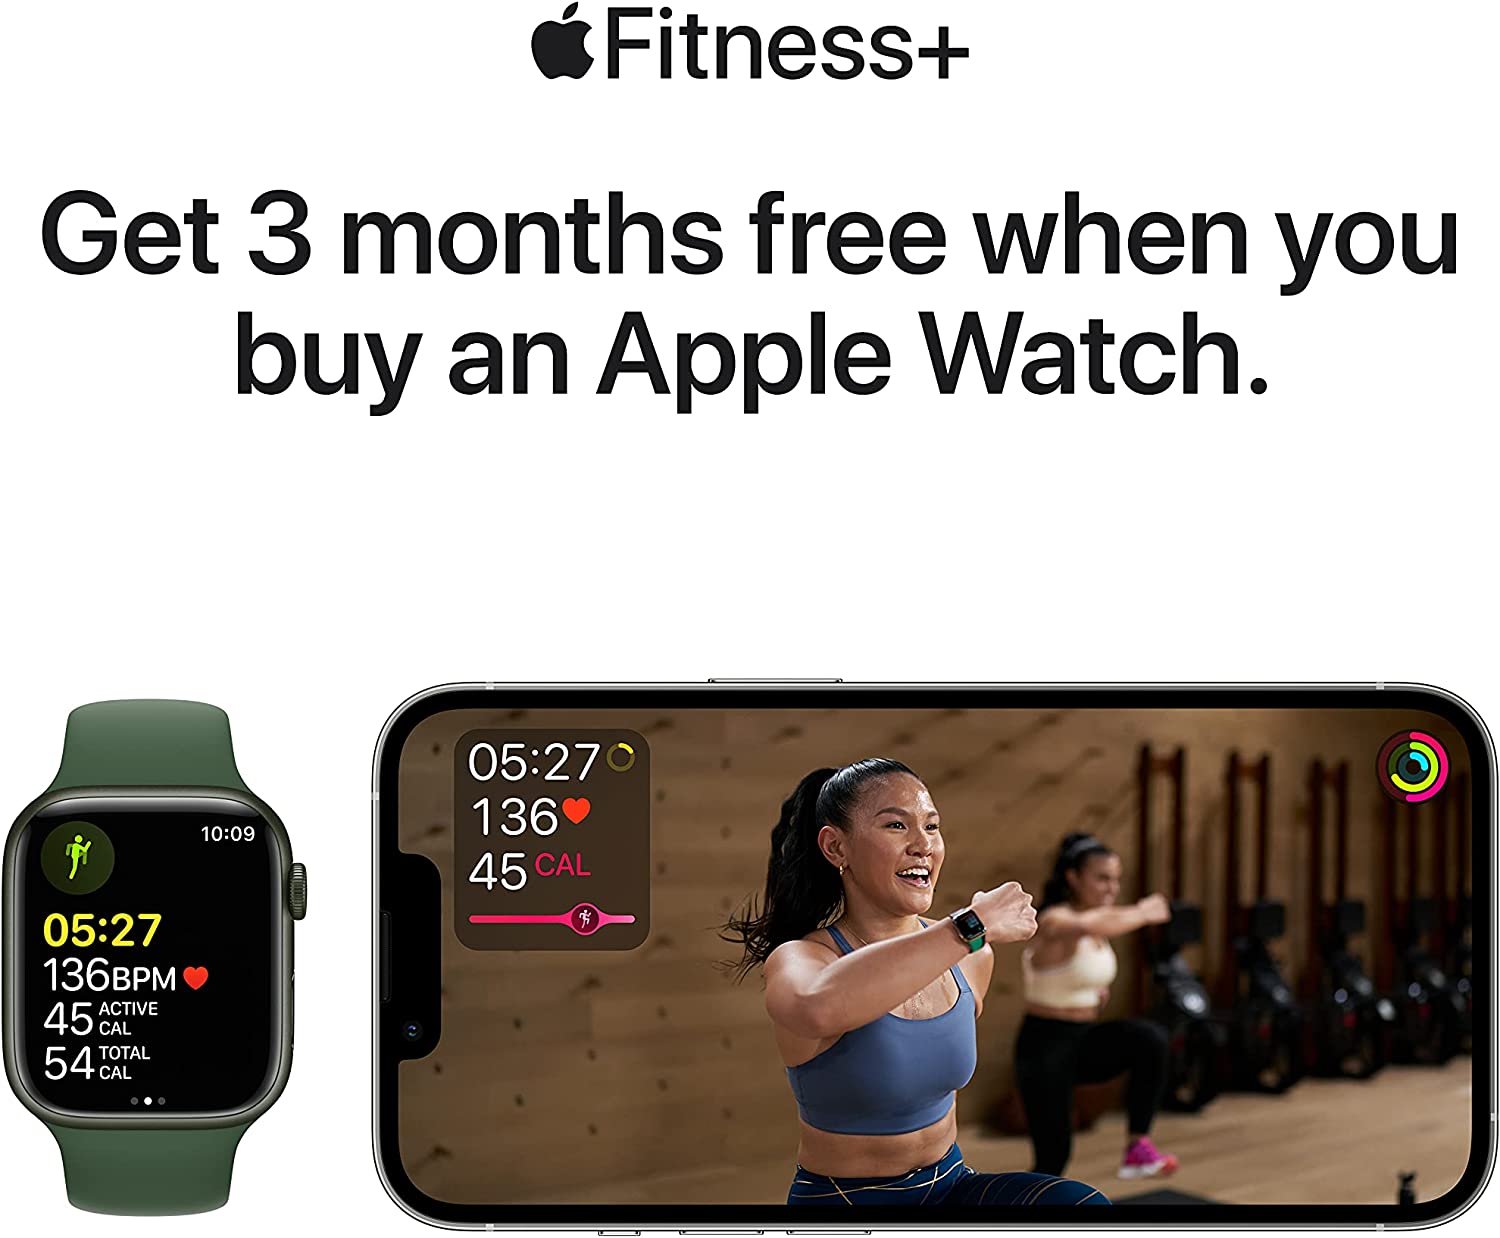 Fitness+
Get 3 months free when you
buy an Apple Watch.
10:09
05:27
136BPM
45 ACTIVE CAL
54 TOTAL CAL
05:27
136
45 CAL